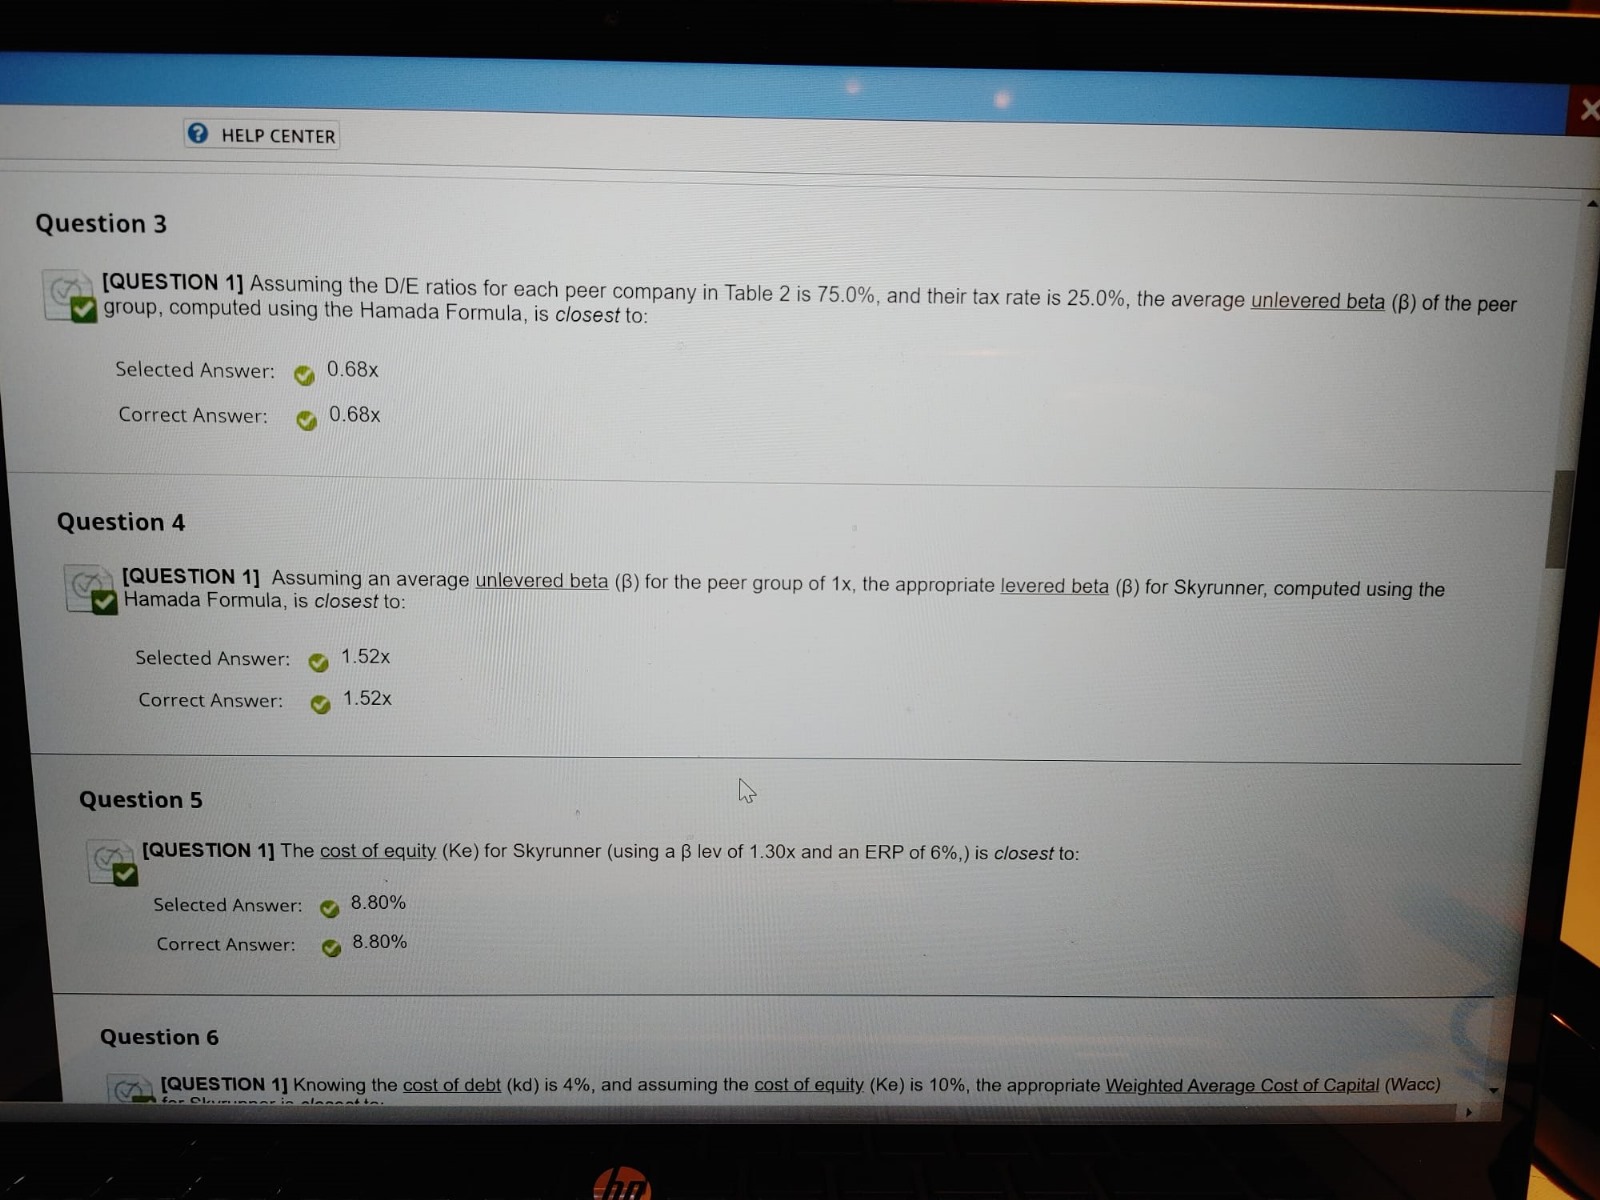 HELP CENTER
Question 3
[QUESTION 1] Assuming the D/E ratios for each peer company in Table 2 is 75.0%, and their tax rate is 25.0%, the average unlevered beta (β) of the peer
group, computed using the Hamada Formula, is closest to:
Selected Answer: 0.68x
Correct Answer: 0.68x
Question 4
[QUESTION 1] Assuming an average unlevered beta (β) for the peer group of 1x, the appropriate levered beta (β) for Skyrunner, computed using the
Hamada Formula, is closest to:
Selected Answer: 1.52x
Correct Answer: 1.52x
Question 5
[QUESTION 1] The cost of equity (Ke) for Skyrunner (using a β lev of 1.30x and an ERP of 6%,) is closest to:
Selected Answer: 8.80%
Correct Answer: 8.80%
Question 6
[QUESTION 1] Knowing the cost of debt (kd) is 4%, and assuming the cost of equity (Ke) is 10%, the appropriate Weighted Average Cost of Capital (Wacc)
for Skyrunner is closest to:
hp